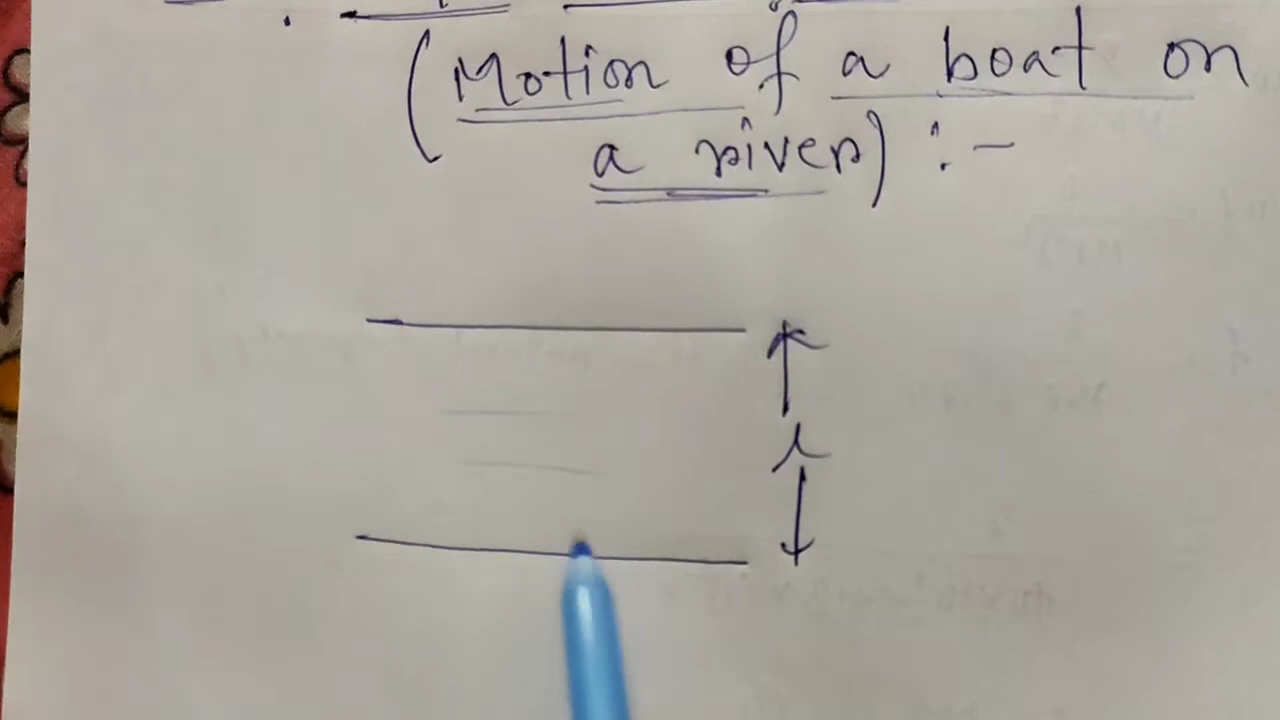 (Motion of a boat on
a river) :-
l